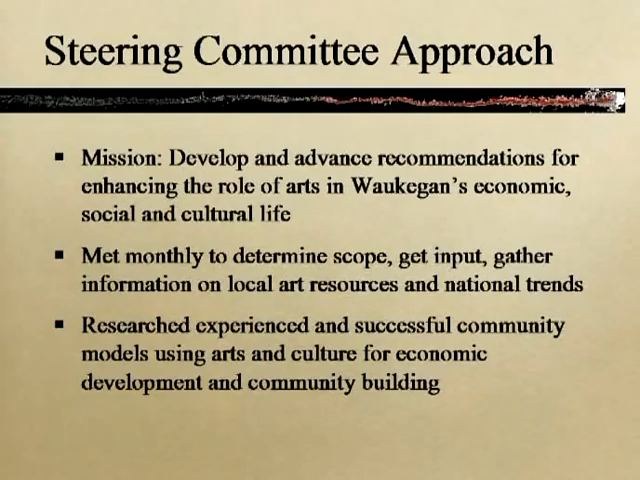 Steering Committee Approach
▪ Mission: Develop and advance recommendations for
enhancing the role of arts in Waukegan's economic,
social and cultural life
▪ Met monthly to determine scope, get input, gather
information on local art resources and national trends
▪ Researched experienced and successful community
models using arts and culture for economic
development and community building